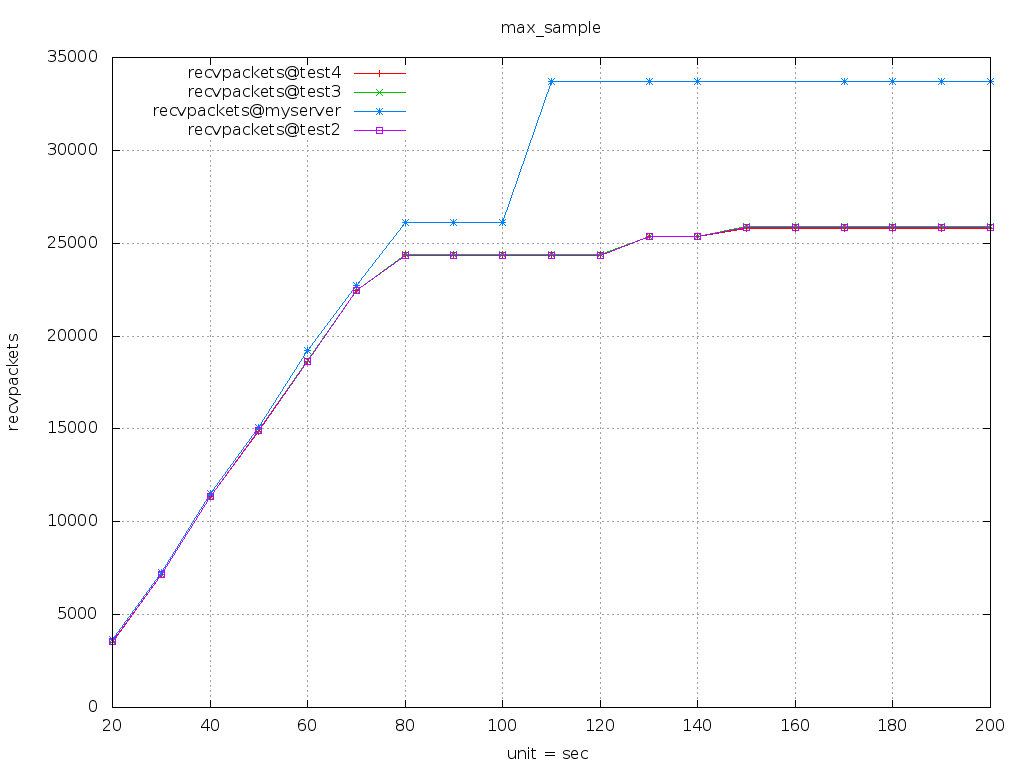 max_sample
recvpackets@test4
recvpackets@test3
recvpackets@myserver
recvpackets@test2
35000
30000
25000
20000
15000
10000
5000
0
recvpackets
20 40 60 80 100 120 140 160 180 200
unit = sec